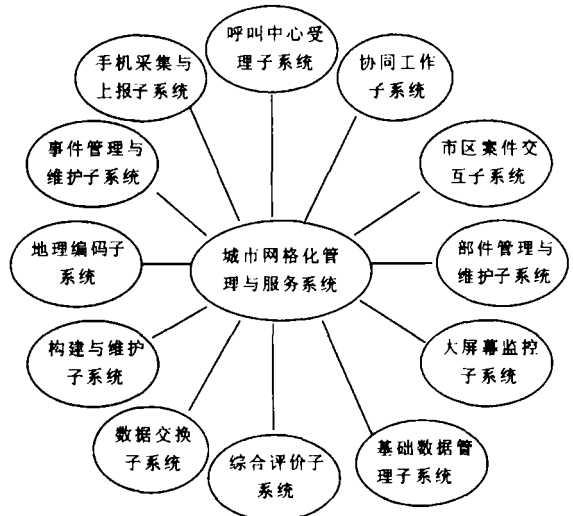 呼叫中心受
理子系统
手机采集与
上报子系统
协同工作
子系统
事件管理与
维护子系统
市区案件交
互子系统
地理编码子
系统
城市网格化管
理与服务系统
部件管理与
维护子系统
构建与维护
子系统
大屏幕监控
子系统
数据交换
子系统
综合评价子
系统
基础数据管
理子系统